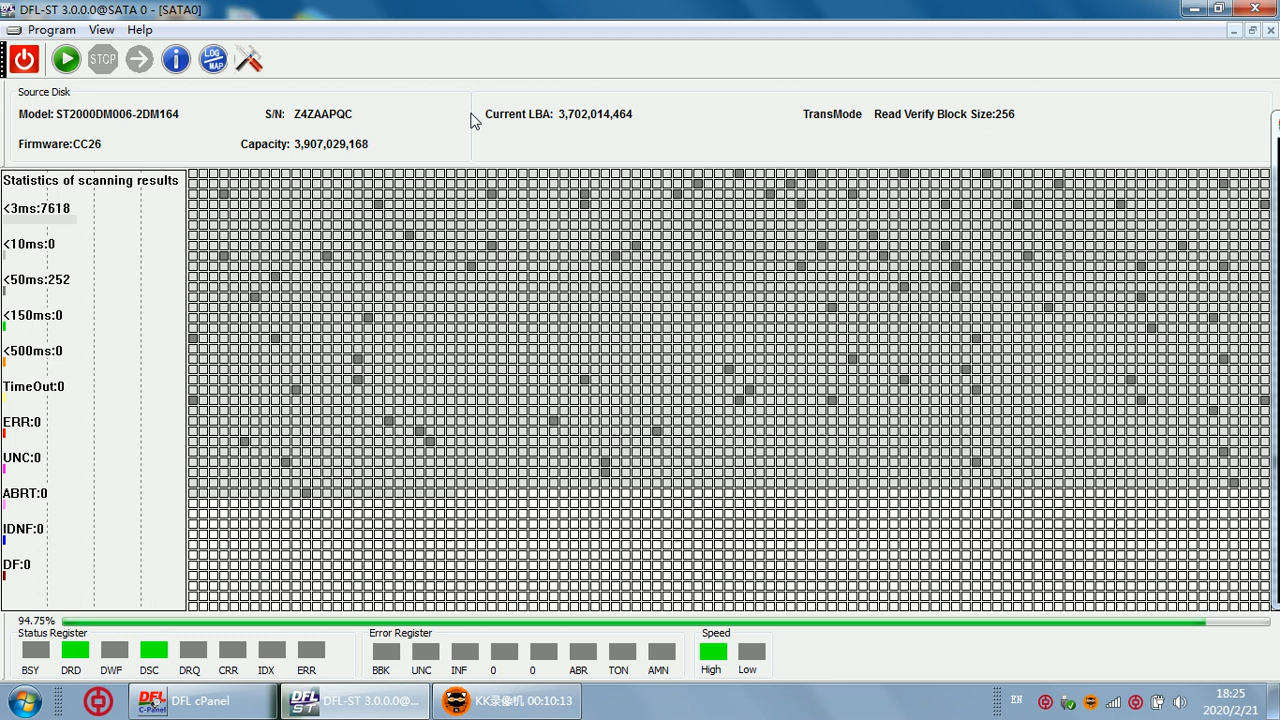 DFL-ST 3.0.0.0@SATA 0 - [SATA0]
Program View Help
STCP
LOG MAP
Source Disk
Model: ST2000DM006-2DM164 S/N: Z4ZAAPQC Current LBA: 3,702,014,464 TransMode Read Verify Block Size:256
Firmware:CC26 Capacity: 3,907,029,168
Statistics of scanning results
<3ms:7618
<10ms:0
<50ms:252
<150ms:0
<500ms:0
TimeOut:0
ERR:0
UNC:0
ABRT:0
IDNF:0
DF:0
94.75%
Status Register Error Register Speed
BSY DRD DWF DSC DRQ CRR IDX ERR BBK UNC INF 0 0 ABR TON AMN High Low
DFL C-Panel DFL cPanel DFL ST DFL-ST 3.0.0.0@... KK录像机 00:10:13 EN 18:25
2020/2/21